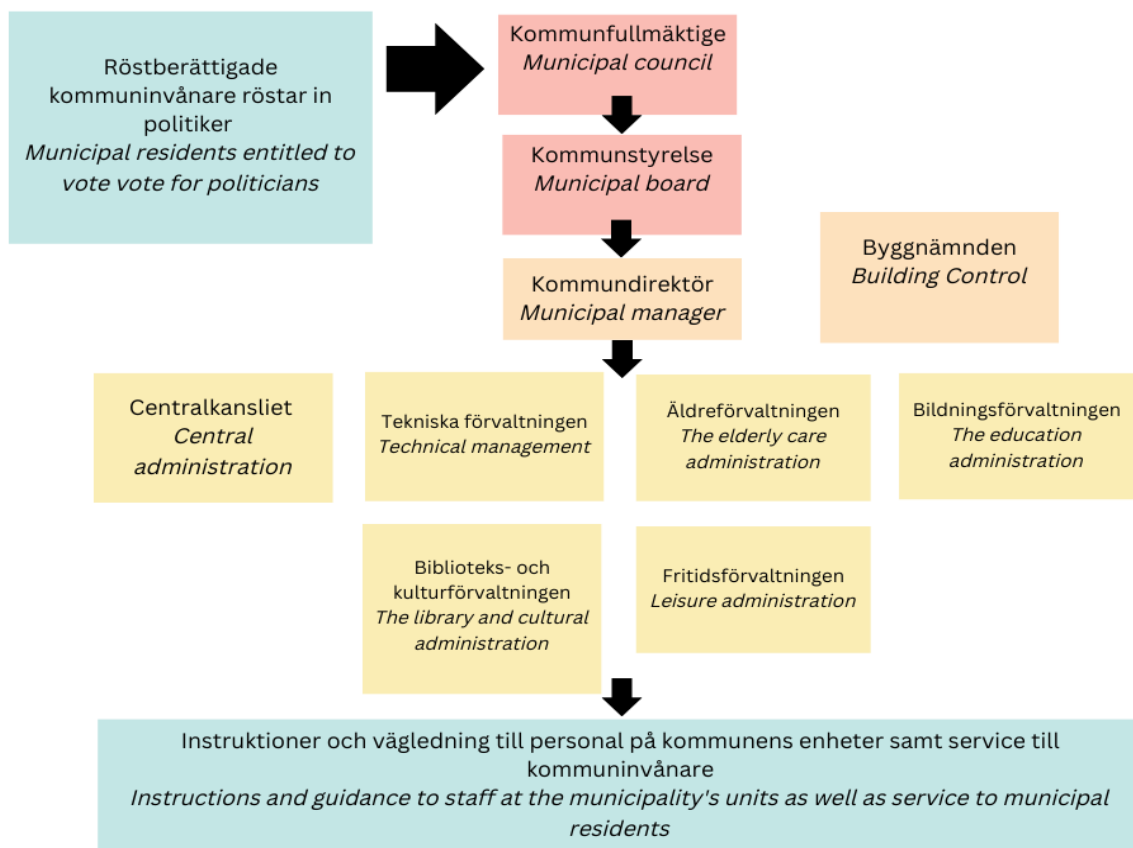 Röstberättigade
kommuninvånare röstar in
politiker
Municipal residents entitled to
vote vote for politicians
Kommunfullmäktige
Municipal council
Kommunstyrelse
Municipal board
Kommundirektör
Municipal manager
Byggnämnden
Building Control
Centralkansliet
Central
administration
Tekniska förvaltningen
Technical management
Äldreförvaltningen
The elderly care
administration
Bildningsförvaltningen
The education
administration
Biblioteks- och
kulturförvaltningen
The library and cultural
administration
Fritidsförvaltningen
Leisure administration
Instruktioner och vägledning till personal på kommunens enheter samt service till
kommuninvånare
Instructions and guidance to staff at the municipality's units as well as service to municipal
residents